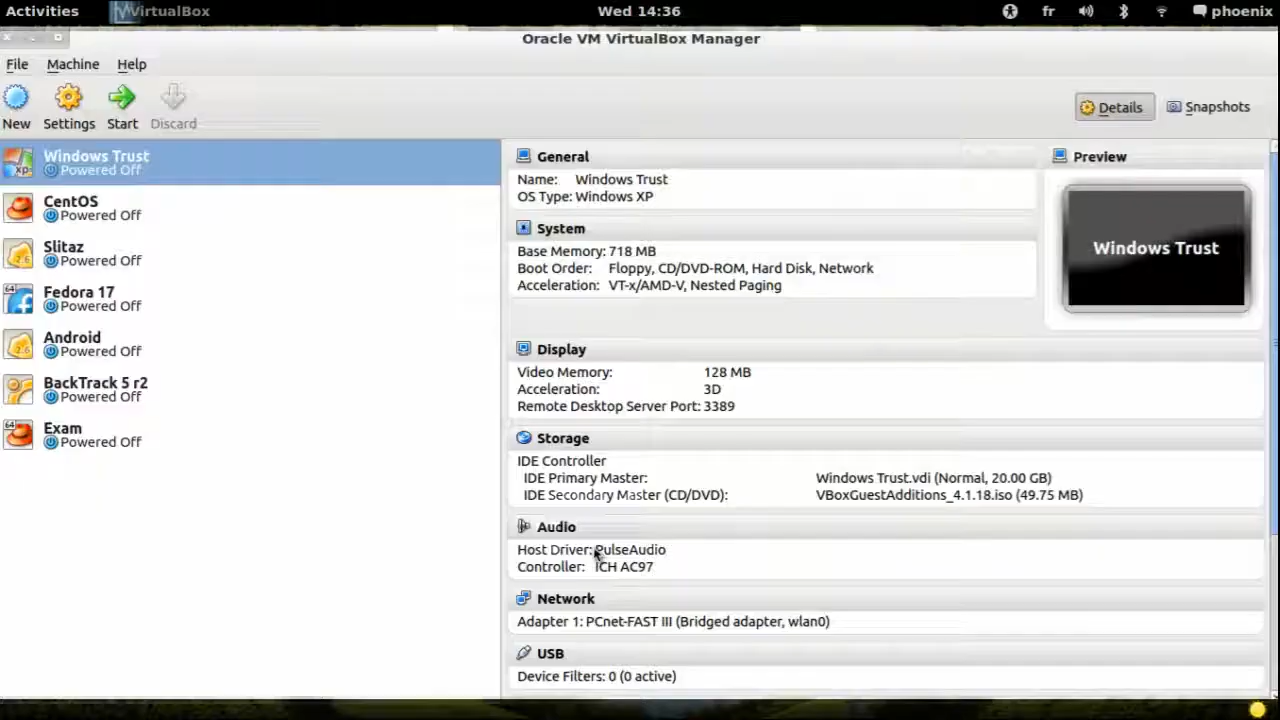 Activities VirtualBox Wed 14:36 fr phoenix
Oracle VM VirtualBox Manager
File Machine Help
New Settings Start Discard Details Snapshots
Windows Trust
Powered Off
CentOS
Powered Off
Slitaz
Powered Off
Fedora 17
Powered Off
Android
Powered Off
BackTrack 5 r2
Powered Off
Exam
Powered Off
General
Name: Windows Trust
OS Type: Windows XP
System
Base Memory: 718 MB
Boot Order: Floppy, CD/DVD-ROM, Hard Disk, Network
Acceleration: VT-x/AMD-V, Nested Paging
Preview
Windows Trust
Display
Video Memory: 128 MB
Acceleration: 3D
Remote Desktop Server Port: 3389
Storage
IDE Controller
IDE Primary Master: Windows Trust.vdi (Normal, 20.00 GB)
IDE Secondary Master (CD/DVD): VBoxGuestAdditions_4.1.18.iso (49.75 MB)
Audio
Host Driver: PulseAudio
Controller: ICH AC97
Network
Adapter 1: PCnet-FAST III (Bridged adapter, wlan0)
USB
Device Filters: 0 (0 active)